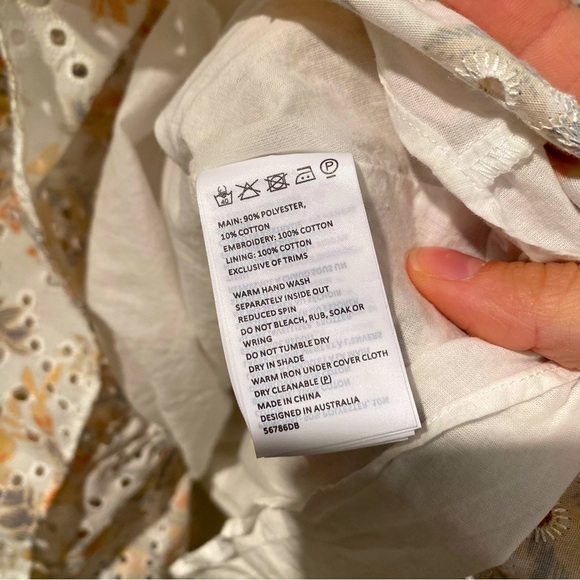 40 P
MAIN: 90% POLYESTER,
10% COTTON
EMBROIDERY: 100% COTTON
LINING: 100% COTTON
EXCLUSIVE OF TRIMS
WARM HAND WASH
SEPARATELY INSIDE OUT
REDUCED SPIN
DO NOT BLEACH, RUB, SOAK OR
WRING
DO NOT TUMBLE DRY
DRY IN SHADE
WARM IRON UNDER COVER CLOTH
DRY CLEANABLE (P)
MADE IN CHINA
DESIGNED IN AUSTRALIA
56786DB